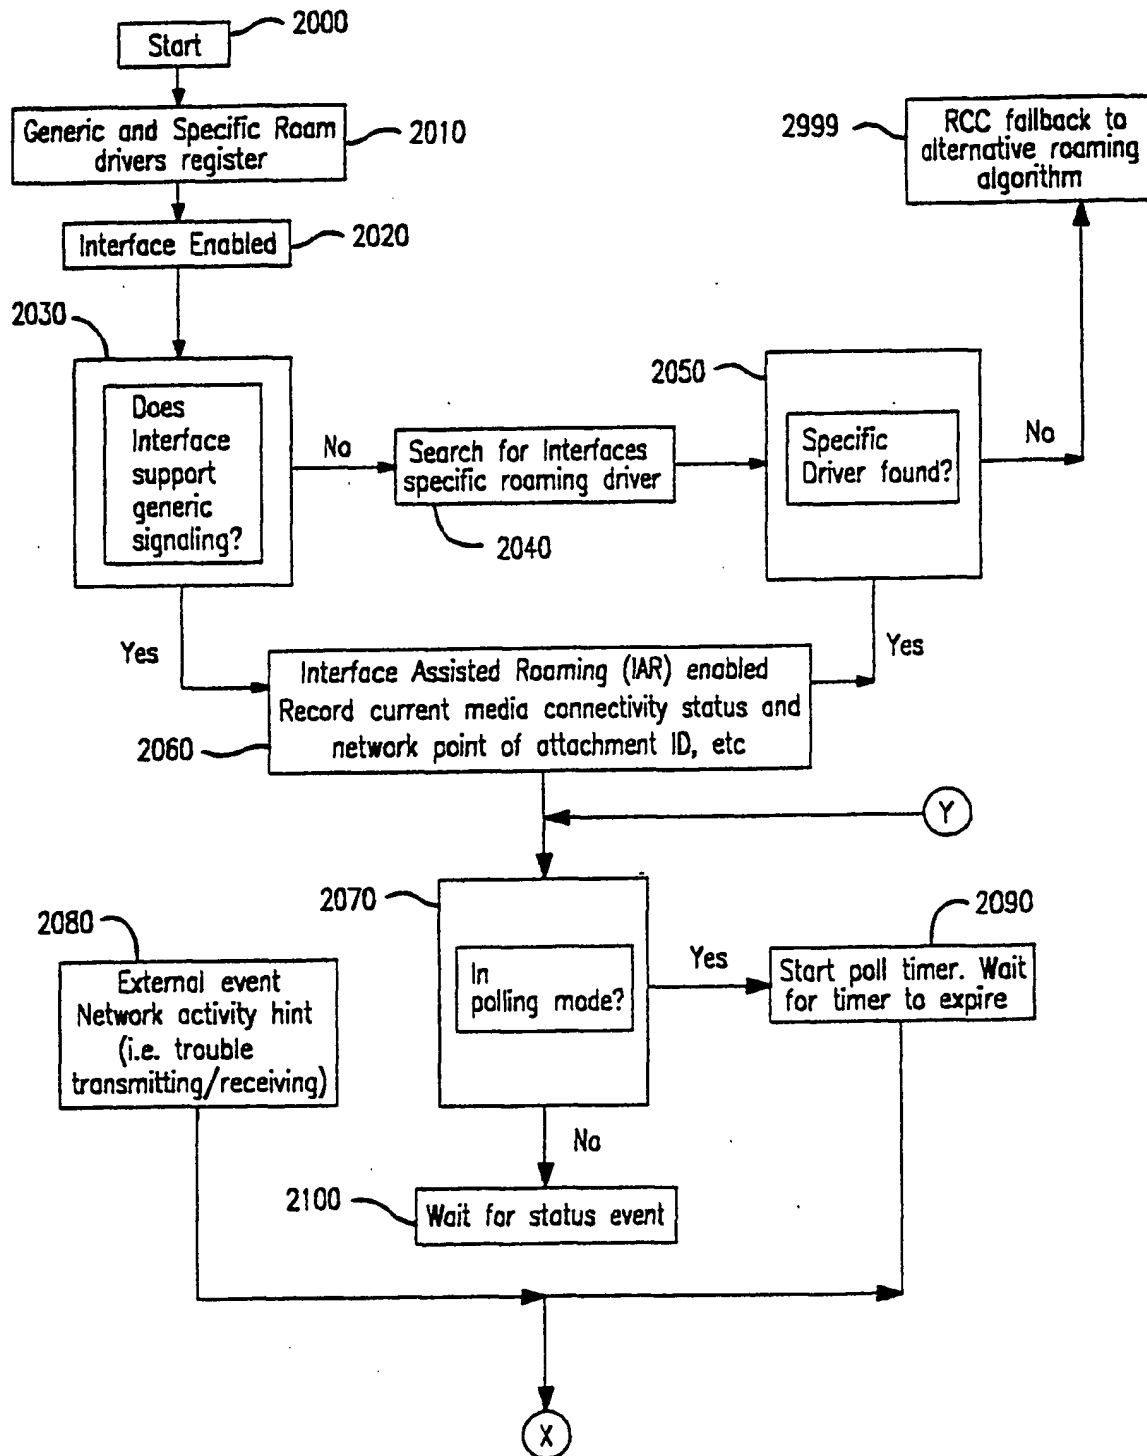 2000
Start
Generic and Specific Roam
drivers register
2010
2999
RCC fallback to
alternative roaming
algorithm
Interface Enabled
2020
2030
Does
Interface
support
generic
signaling?
No
Search for Interfaces
specific roaming driver
2040
2050
Specific
Driver found?
No
Yes
Yes
Interface Assisted Roaming (IAR) enabled
Record current media connectivity status and
network point of attachment ID, etc
2060
Y
2070
In
polling mode?
Yes
2080
External event
Network activity hint
(i.e. trouble
transmitting/receiving)
2090
Start poll timer. Wait
for timer to expire
No
2100
Wait for status event
X